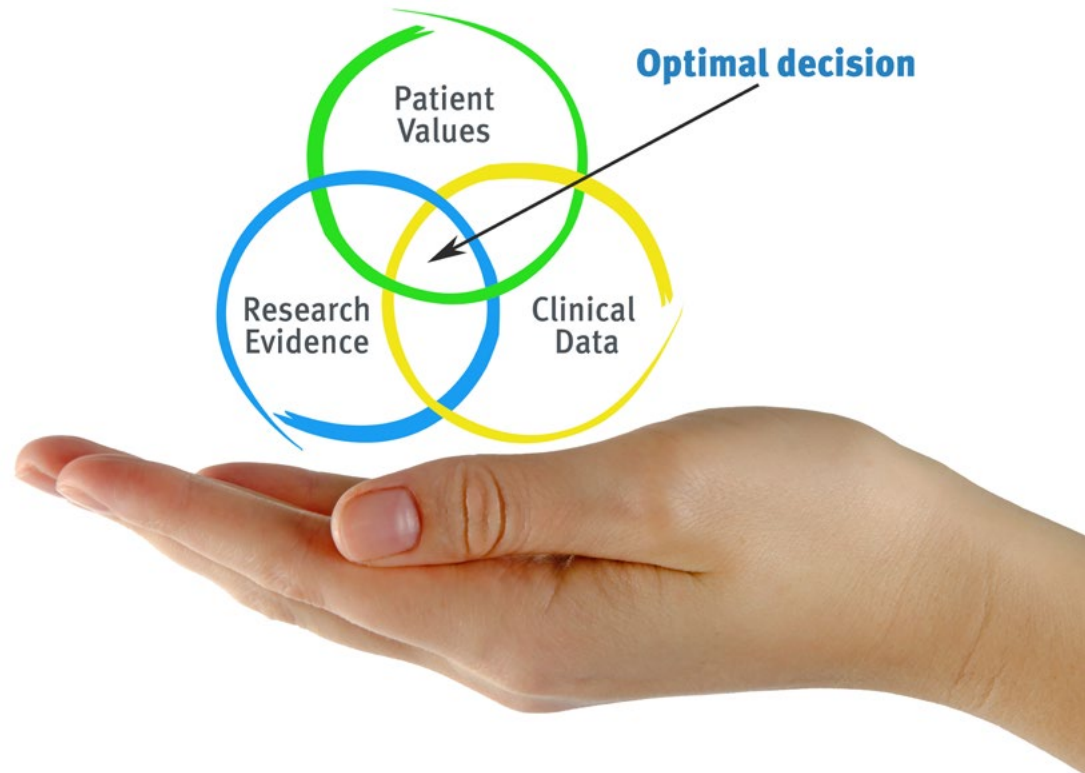 Optimal decision
Patient
Values
Research
Evidence
Clinical
Data